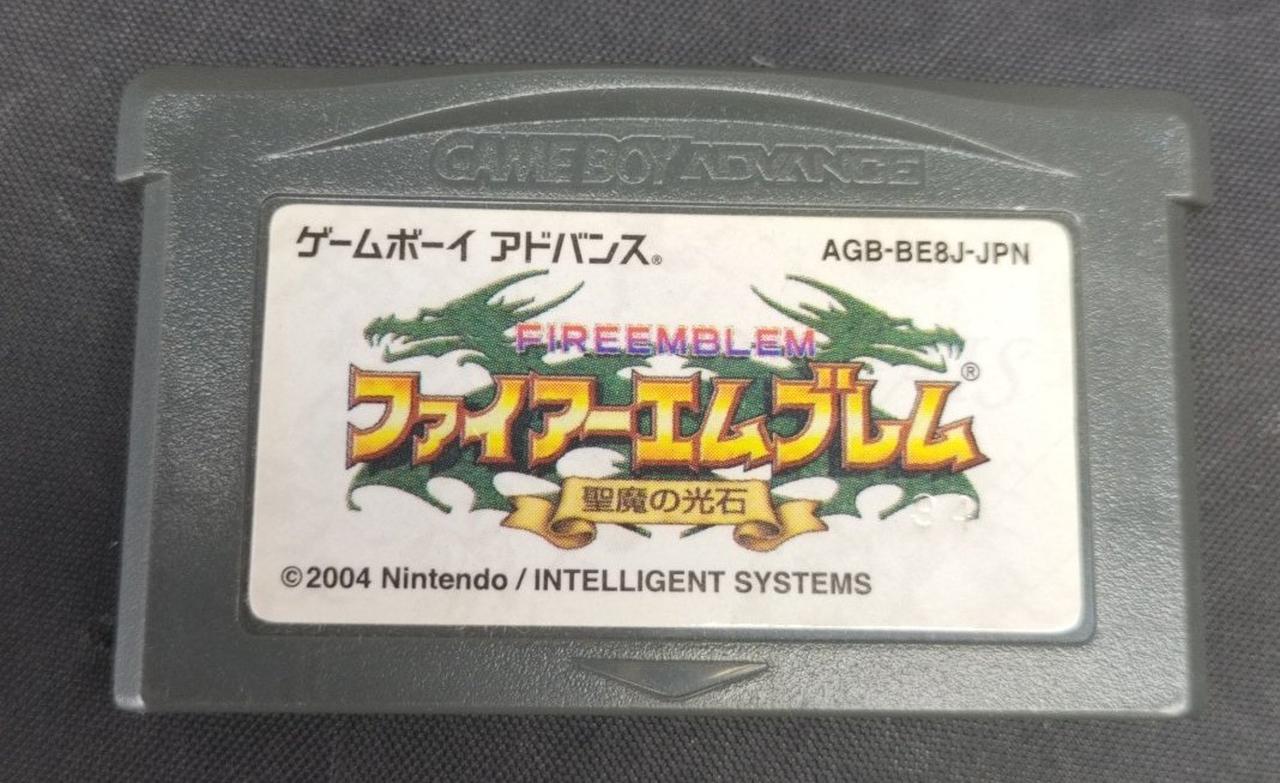 GAME BOY ADVANCE
ゲームボーイ アドバンス®
AGB-BE8J-JPN
FIREEMBLEM
ファイアーエムブレム®
聖魔の光石
©2004 Nintendo / INTELLIGENT SYSTEMS